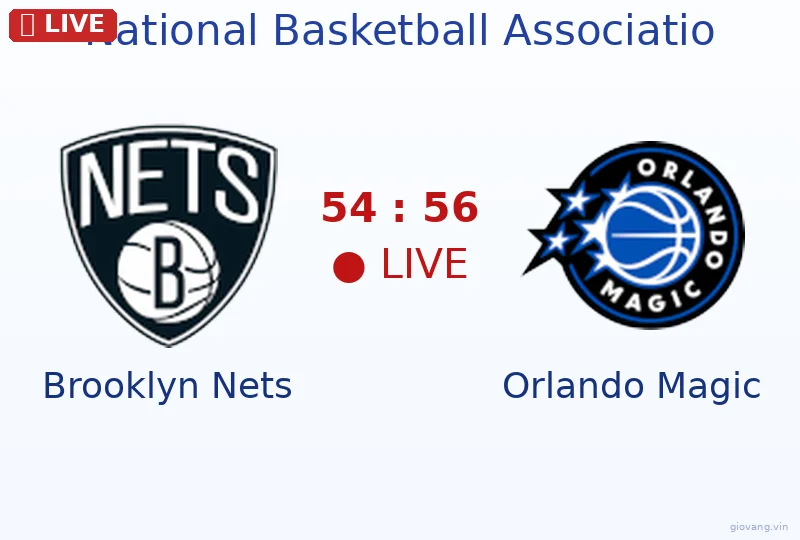 LIVE
National Basketball Associatio
NETS
B
ORLANDO
MAGIC
54 : 56
● LIVE
Brooklyn Nets
Orlando Magic
giovang.vin